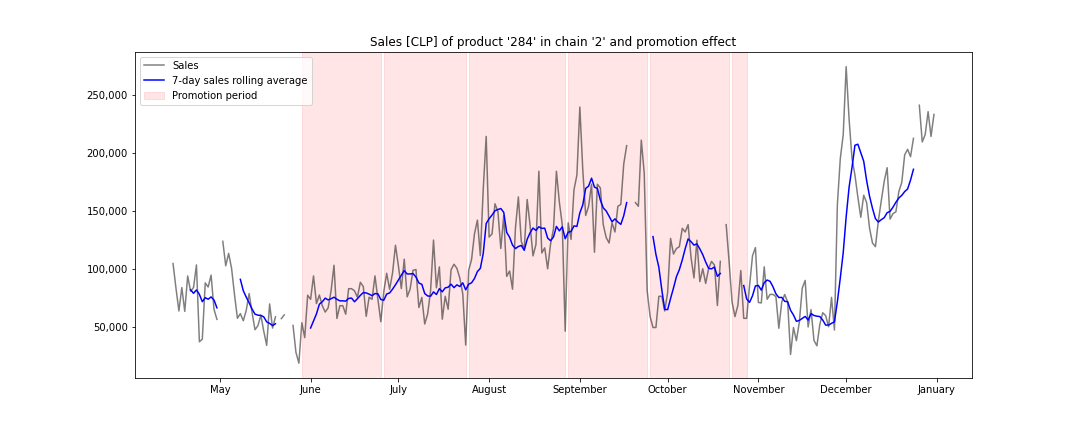 Sales [CLP] of product '284' in chain '2' and promotion effect
Sales
7-day sales rolling average
Promotion period
250,000
200,000
150,000
100,000
50,000
May June July August September October November December January